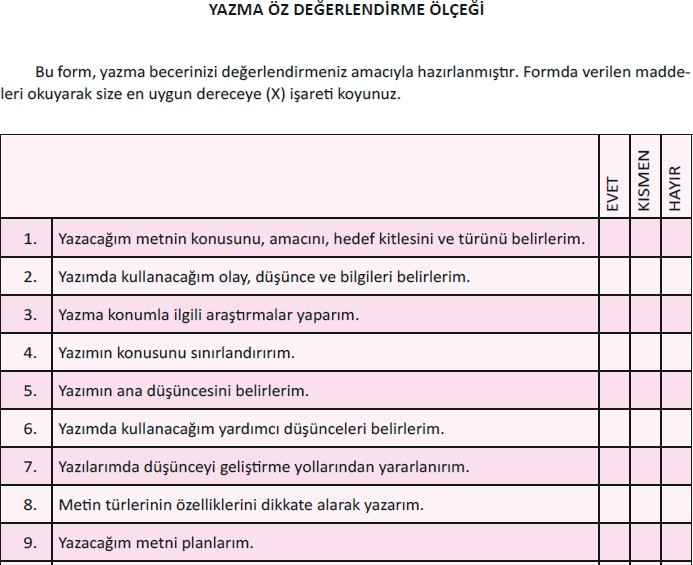 YAZMA ÖZ DEĞERLENDİRME ÖLÇEĞİ
Bu form, yazma becerinizi değerlendirmeniz amacıyla hazırlanmıştır. Formda verilen madde-
leri okuyarak size en uygun dereceye (X) işareti koyunuz.
EVET KISMEN HAYIR
1. Yazacağım metnin konusunu, amacını, hedef kitlesini ve türünü belirlerim.
2. Yazımda kullanacağım olay, düşünce ve bilgileri belirlerim.
3. Yazma konumla ilgili araştırmalar yaparım.
4. Yazımın konusunu sınırlandırırım.
5. Yazımın ana düşüncesini belirlerim.
6. Yazımda kullanacağım yardımcı düşünceleri belirlerim.
7. Yazılarımda düşünceyi geliştirme yollarından yararlanırım.
8. Metin türlerinin özelliklerini dikkate alarak yazarım.
9. Yazacağım metni planlarım.